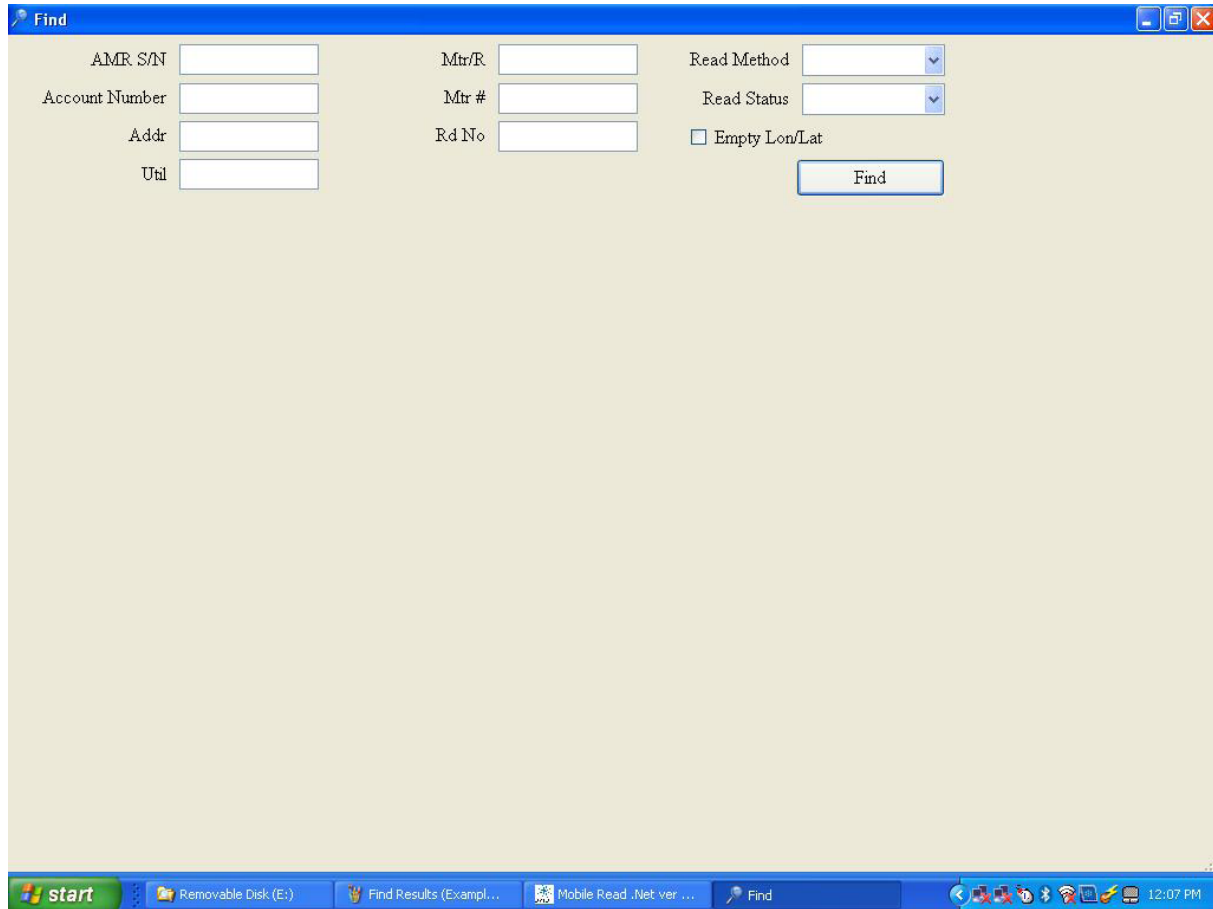 Find
AMR S/N Mtr/R Read Method
Account Number Mtr # Read Status
Addr Rd No Empty Lon/Lat
Util Find
start Removable Disk (E:) Find Results (Exampl... Mobile Read .Net ver ... Find 12:07 PM